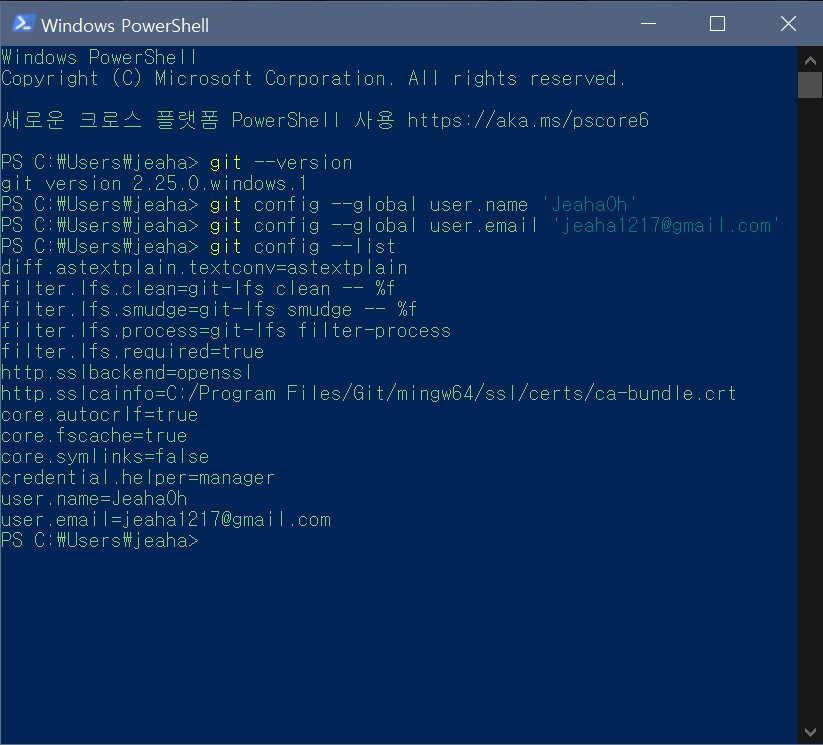 Windows PowerShell
Windows PowerShell
Copyright (C) Microsoft Corporation. All rights reserved.
새로운 크로스 플랫폼 PowerShell 사용 https://aka.ms/pscore6
PS C:₩Users₩jeaha> git --version
git version 2.25.0.windows.1
PS C:₩Users₩jeaha> git config --global user.name 'JeahaOh'
PS C:₩Users₩jeaha> git config --global user.email 'jeaha1217@gmail.com'
PS C:₩Users₩jeaha> git config --list
diff.astextplain.textconv=astextplain
filter.lfs.clean=git-lfs clean -- %f
filter.lfs.smudge=git-lfs smudge -- %f
filter.lfs.process=git-lfs filter-process
filter.lfs.required=true
http.sslbackend=openssl
http.sslcainfo=C:/Program Files/Git/mingw64/ssl/certs/ca-bundle.crt
core.autocrlf=true
core.fscache=true
core.symlinks=false
credential.helper=manager
user.name=JeahaOh
user.email=jeaha1217@gmail.com
PS C:₩Users₩jeaha>